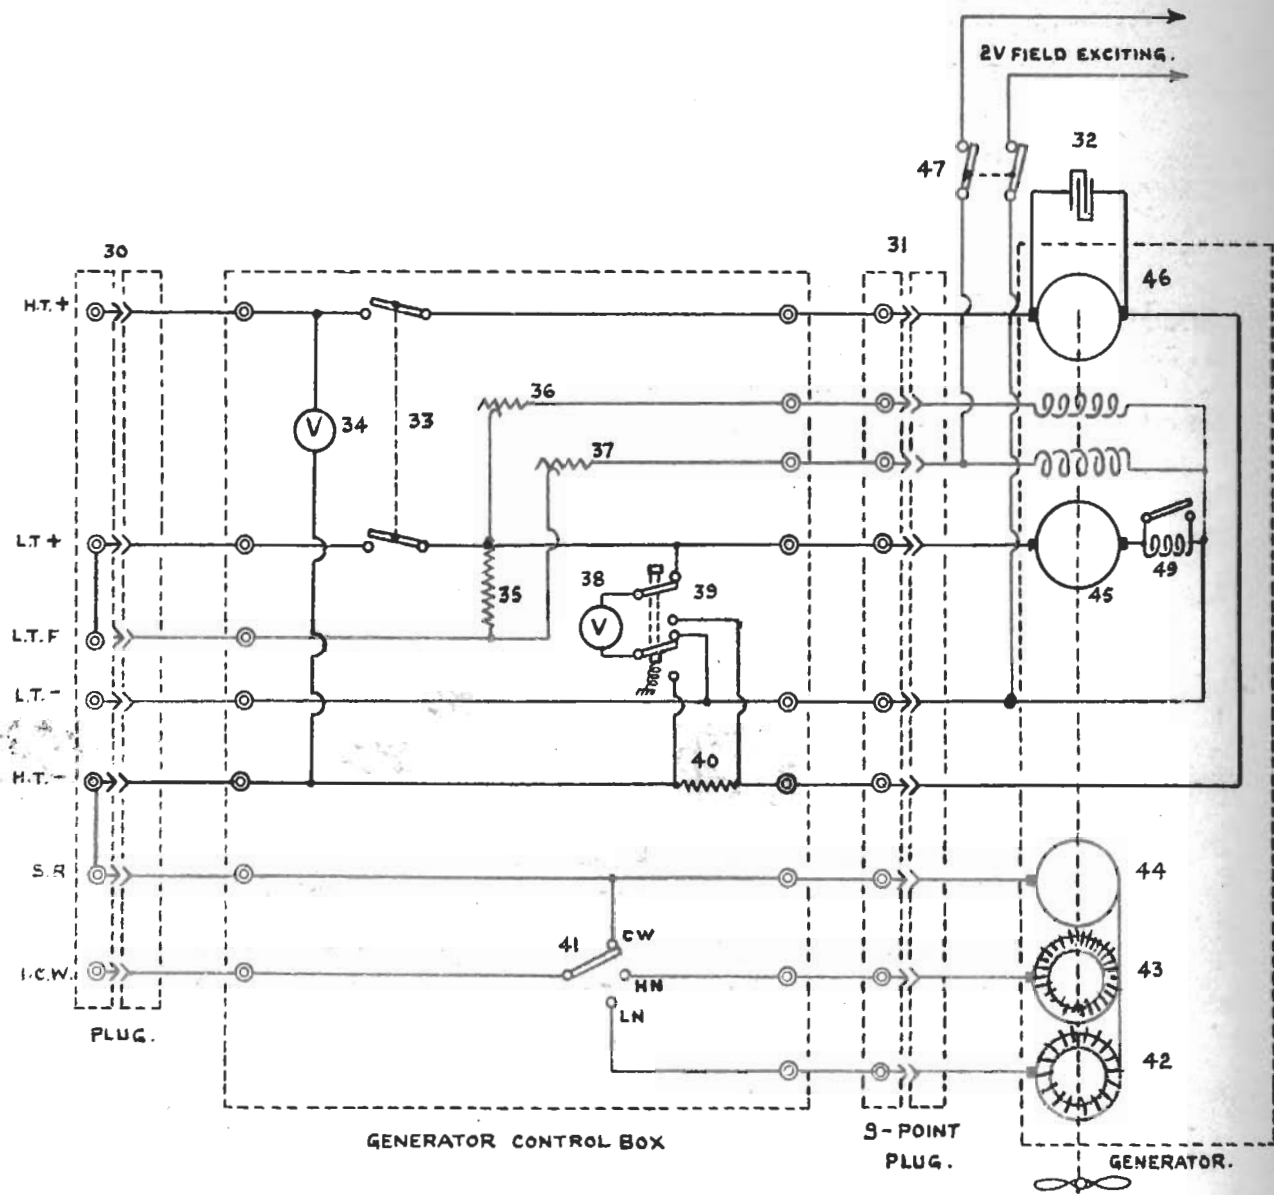 2V FIELD EXCITING.
32
47
30
31
46
H.T. +
36
34
33
37
L.T +
38
39
35
49
45
L.T. F
L.T. -
40
H.T. -
S.R
44
CW
41
43
I.C.W.
HN
LN
42
PLUG.
GENERATOR CONTROL BOX
9-POINT
PLUG.
GENERATOR.
V
V